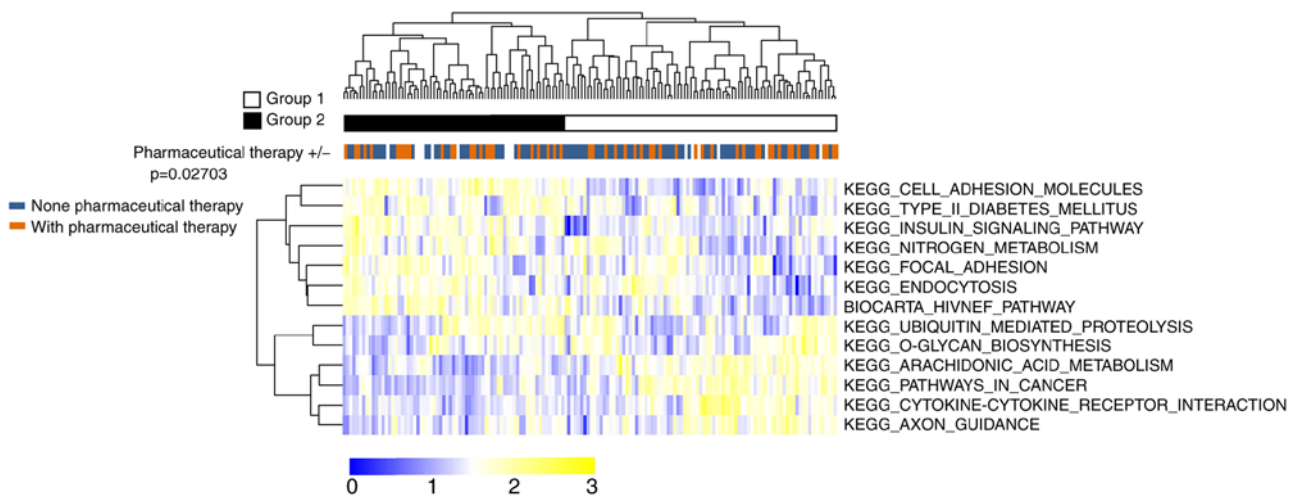 Group 1
Group 2
Pharmaceutical therapy +/−
p=0.02703
None pharmaceutical therapy
With pharmaceutical therapy
KEGG_CELL_ADHESION_MOLECULES
KEGG_TYPE_II_DIABETES_MELLITUS
KEGG_INSULIN_SIGNALING_PATHWAY
KEGG_NITROGEN_METABOLISM
KEGG_FOCAL_ADHESION
KEGG_ENDOCYTOSIS
BIOCARTA_HIVNEF_PATHWAY
KEGG_UBIQUITIN_MEDIATED_PROTEOLYSIS
KEGG_O-GLYCAN_BIOSYNTHESIS
KEGG_ARACHIDONIC_ACID_METABOLISM
KEGG_PATHWAYS_IN_CANCER
KEGG_CYTOKINE-CYTOKINE_RECEPTOR_INTERACTION
KEGG_AXON_GUIDANCE
0 1 2 3